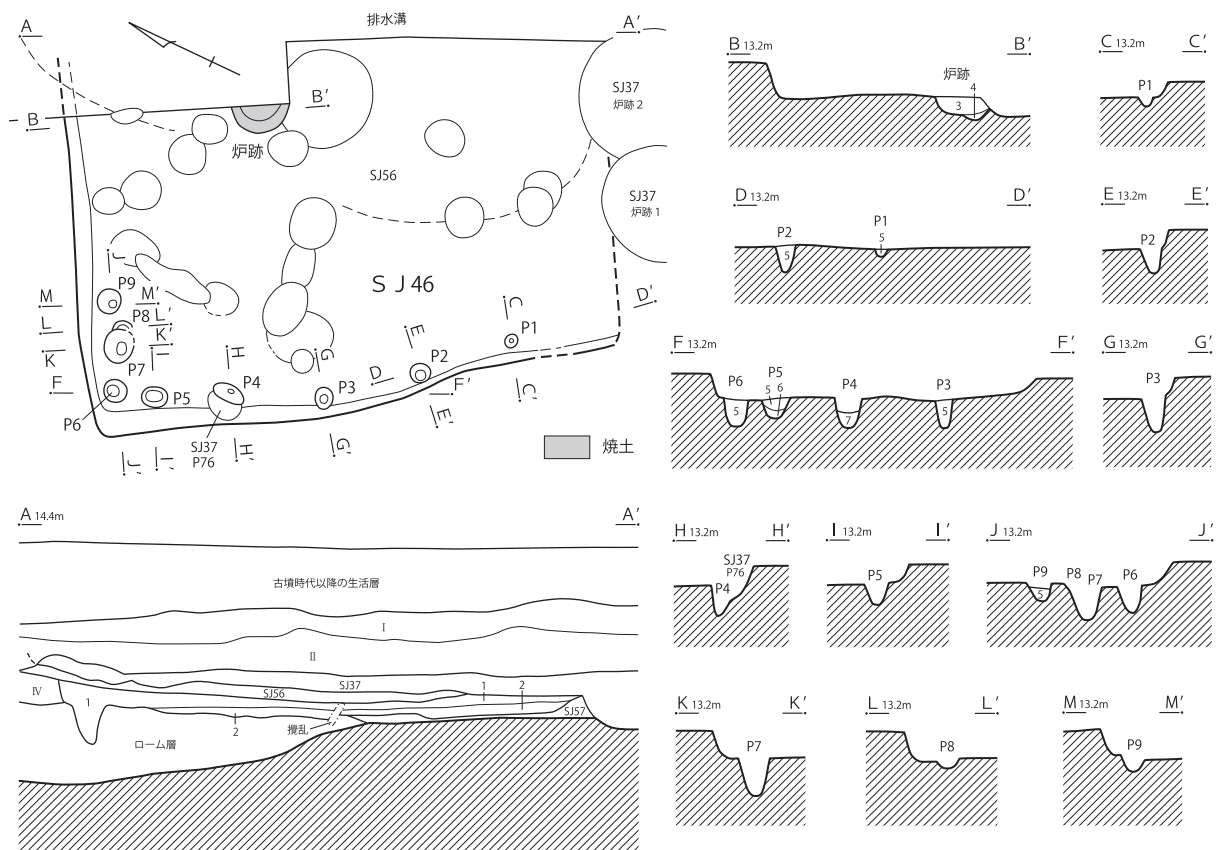 A
排水溝
A′
SJ37
炉跡 2
B
B′
炉跡
SJ56
SJ37
炉跡 1
J
S J 46
P9
M
M′
D′
P8
L′
L
K′
C
P1
K
I
H
G
E
P7
D
P2
F
P4
P3
F′
P5
P6
C′
E′
SJ37
P76
J′
I′
H′
G′
焼土
B 13.2m
B′
炉跡
4
3
C 13.2m
C′
P1
D 13.2m
D′
P2
P1
5
5
E 13.2m
E′
P2
F 13.2m
F′
P6
P5
P4
P3
5
5
6
7
5
G 13.2m
G′
P3
A 14.4m
A′
古墳時代以降の生活層
I
II
SJ37
SJ56
1
2
IV
1
SJ57
2
攪乱
ローム層
H 13.2m
H′
SJ37
P76
P4
I 13.2m
I′
P5
J 13.2m
J′
P9
P8
P7
P6
5
K 13.2m
K′
P7
L 13.2m
L′
P8
M 13.2m
M′
P9